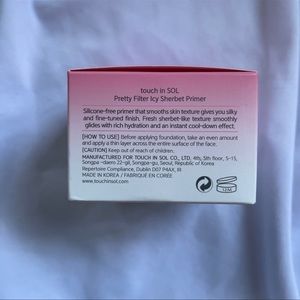 touch in SOL
Pretty Filter Icy Sherbet Primer
Silicone-free primer that smooths skin texture gives you silky
and fine-tuned finish. Fresh sherbet-like texture smoothly
glides with rich hydration and an instant cool-down effect.
[HOW TO USE] Before applying foundation, take an even amount
and apply a thin layer across the entire surface of the face.
[CAUTION] Keep out of reach of children.
MANUFACTURED FOR TOUCH IN SOL CO., LTD. 4th, 5th floor, 5-15,
Songpa-daero 22-gil, Songpa-gu, Seoul, Republic of Korea
Repertoire Compliance, Dublin D07 P4AX,
MADE IN KOREA / FABRIQUÉ EN CORÉE
www.touchinsol.com
12M